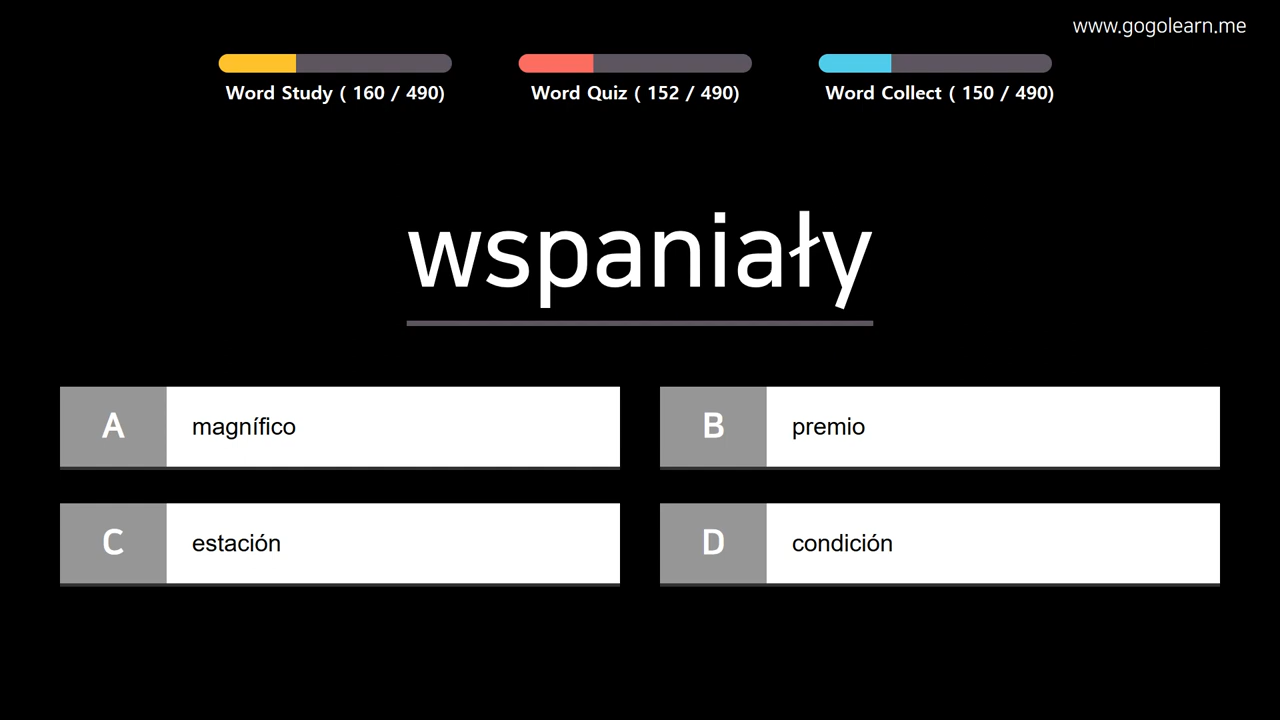 www.gogolearn.me
Word Study ( 160 / 490)
Word Quiz ( 152 / 490)
Word Collect ( 150 / 490)
wspaniały
A magnífico
B premio
C estación
D condición